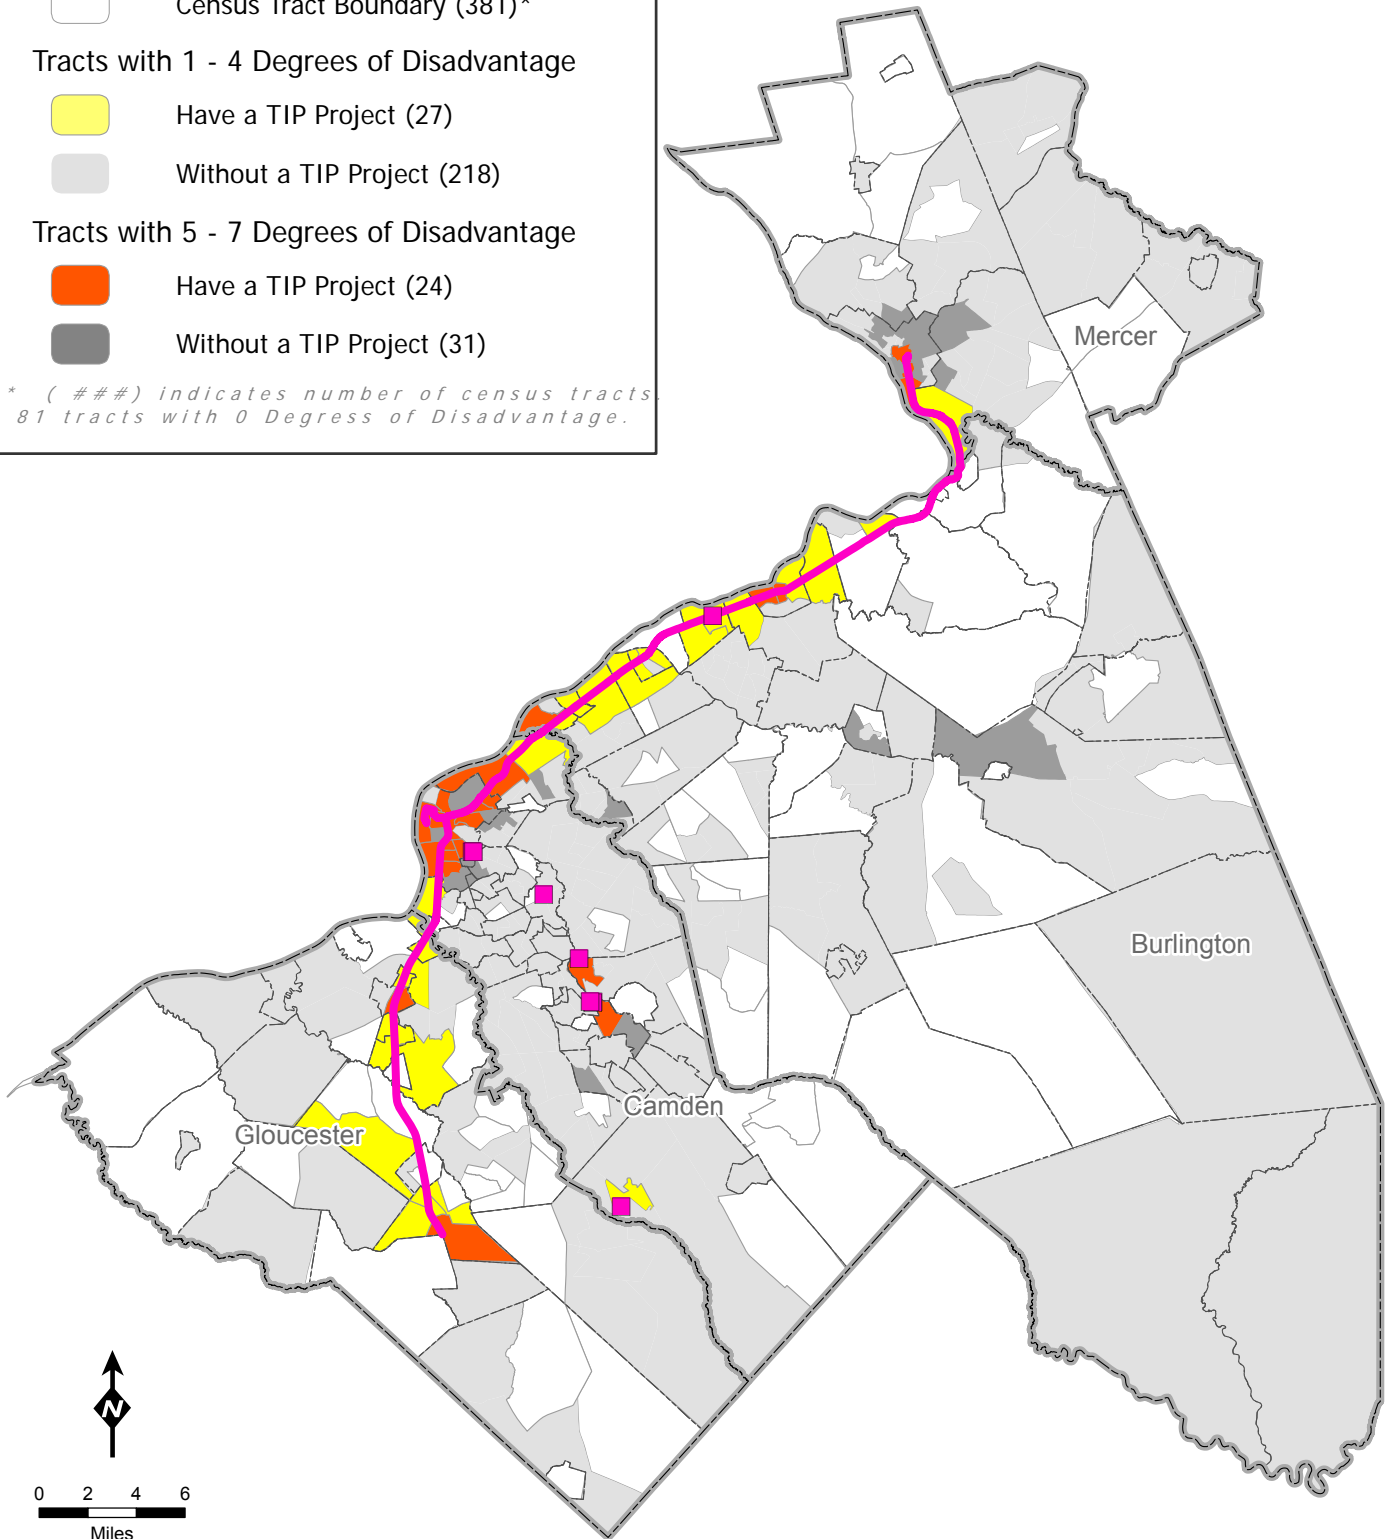 Census Tract Boundary (381)*
Tracts with 1 - 4 Degrees of Disadvantage
Have a TIP Project (27)
Without a TIP Project (218)
Tracts with 5 - 7 Degrees of Disadvantage
Have a TIP Project (24)
Without a TIP Project (31)
* ( ###) indicates number of census tracts.
81 tracts with 0 Degress of Disadvantage.
Mercer
Burlington
Camden
Gloucester
N
0 2 4 6
Miles